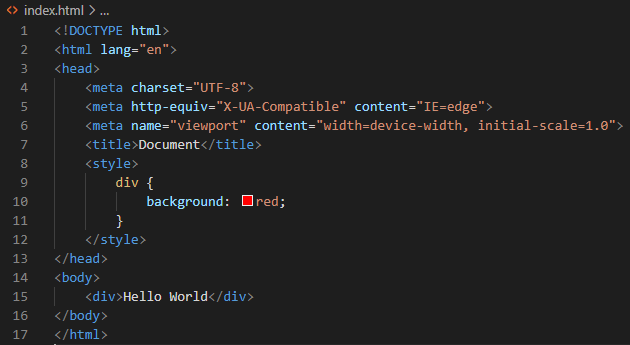 index.html > ...
1 <!DOCTYPE html>
2 <html lang="en">
3 <head>
4     <meta charset="UTF-8">
5     <meta http-equiv="X-UA-Compatible" content="IE=edge">
6     <meta name="viewport" content="width=device-width, initial-scale=1.0">
7     <title>Document</title>
8     <style>
9         div {
10             background: red;
11         }
12     </style>
13 </head>
14 <body>
15     <div>Hello World</div>
16 </body>
17 </html>